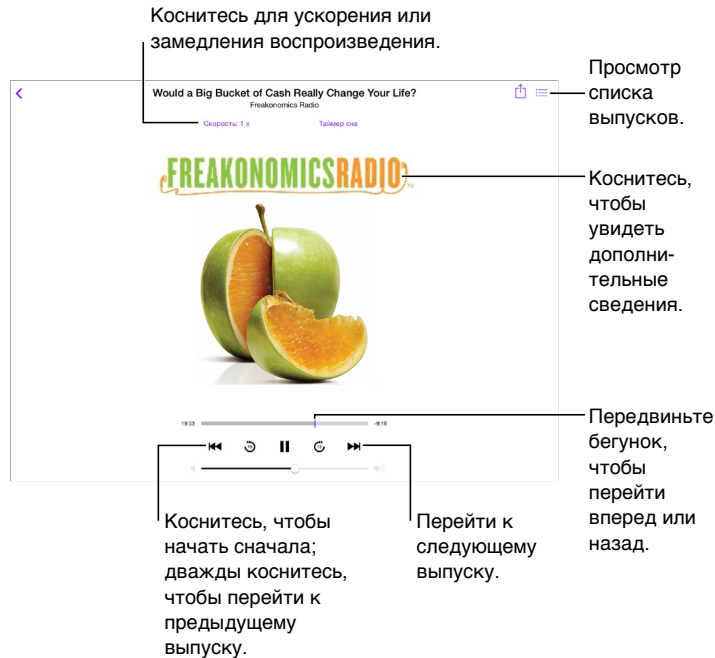 Коснитесь для ускорения или
замедления воспроизведения.
Would a Big Bucket of Cash Really Change Your Life?
Freakonomics Radio
Скорость: 1 x
Таймер сна
Просмотр
списка
выпусков.
FREAKONOMICSRADIO
Коснитесь,
чтобы
увидеть
дополни-
тельные
сведения.
19:53
-9:16
15
15
Передвиньте
бегунок,
чтобы
перейти
вперед или
назад.
Коснитесь, чтобы
начать сначала;
дважды коснитесь,
чтобы перейти к
предыдущему
выпуску.
Перейти к
следующему
выпуску.